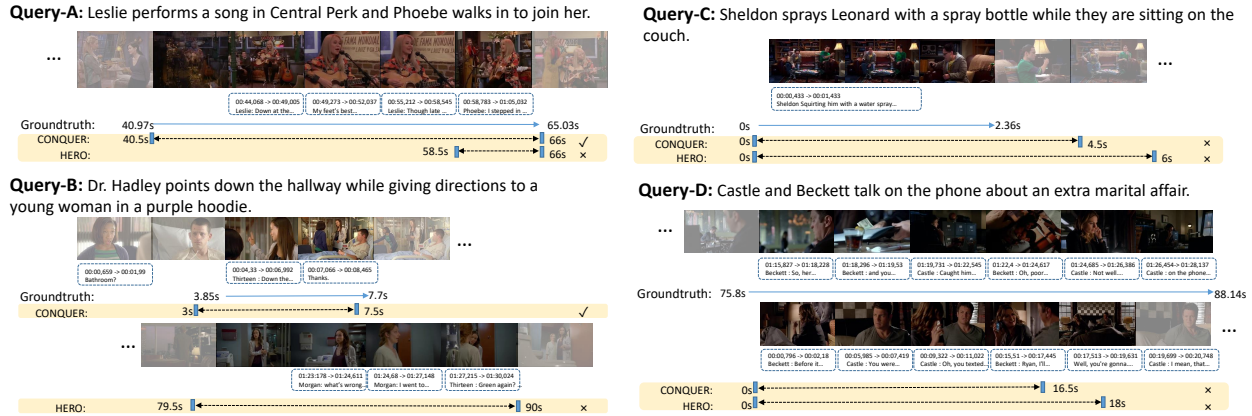 Query-A: Leslie performs a song in Central Perk and Phoebe walks in to join her.
...
00:44,068 -> 00:49,005
Leslie: Down at the...
00:49,273 -> 00:52,037
My feet's best...
00:55,212 -> 00:58,545
Leslie: Though late ...
00:58,783 -> 01:05,032
Phoebe: I stepped in ...
Groundtruth: 40.97s 65.03s
CONQUER: 40.5s 66s ✓
HERO: 58.5s 66s ×
Query-B: Dr. Hadley points down the hallway while giving directions to a
young woman in a purple hoodie.
...
00:00,659 -> 00:01,99
Bathroom?
00:04,33 -> 00:06,992
Thirteen : Down the...
00:07,066 -> 00:08,465
Thanks.
Groundtruth: 3.85s 7.7s
CONQUER: 3s 7.5s ✓
...
01:23:178 -> 01:24,611
Morgan: what's wrong...
01:24,68 -> 01:27,148
Morgan: I went to...
01:27,215 -> 01:30,024
Thirteen : Green again?
HERO: 79.5s 90s ×
Query-C: Sheldon sprays Leonard with a spray bottle while they are sitting on the
couch.
...
00:00,433 -> 00:01,433
Sheldon Squirting him with a water spray...
Groundtruth: 0s 2.36s
CONQUER: 0s 4.5s ×
HERO: 0s 6s ×
Query-D: Castle and Beckett talk on the phone about an extra marital affair.
...
01:15,827 -> 01:18,228
Beckett : So, her...
01:18,296 -> 01:19,53
Beckett : and you...
01:19,731 -> 01:22,545
Castle : Caught him...
01:22,4 -> 01:24,617
Beckett : Oh, poor...
01:24,685 -> 01:26,386
Castle : Not well....
01:26,454 -> 01:28,137
Castle : on the phone...
Groundtruth: 75.8s 88.14s
...
00:00,796 -> 00:02,18
Beckett : Before it...
00:05,985 -> 00:07,419
Castle : You were...
00:09,322 -> 00:11,022
Castle : Oh, you texted...
00:15,51 -> 00:17,445
Beckett : Ryan, I'll...
00:17,513 -> 00:19,631
Well, you're gonna....
00:19,699 -> 00:20,748
Castle : I mean, that...
CONQUER: 0s 16.5s ×
HERO: 0s 18s ×